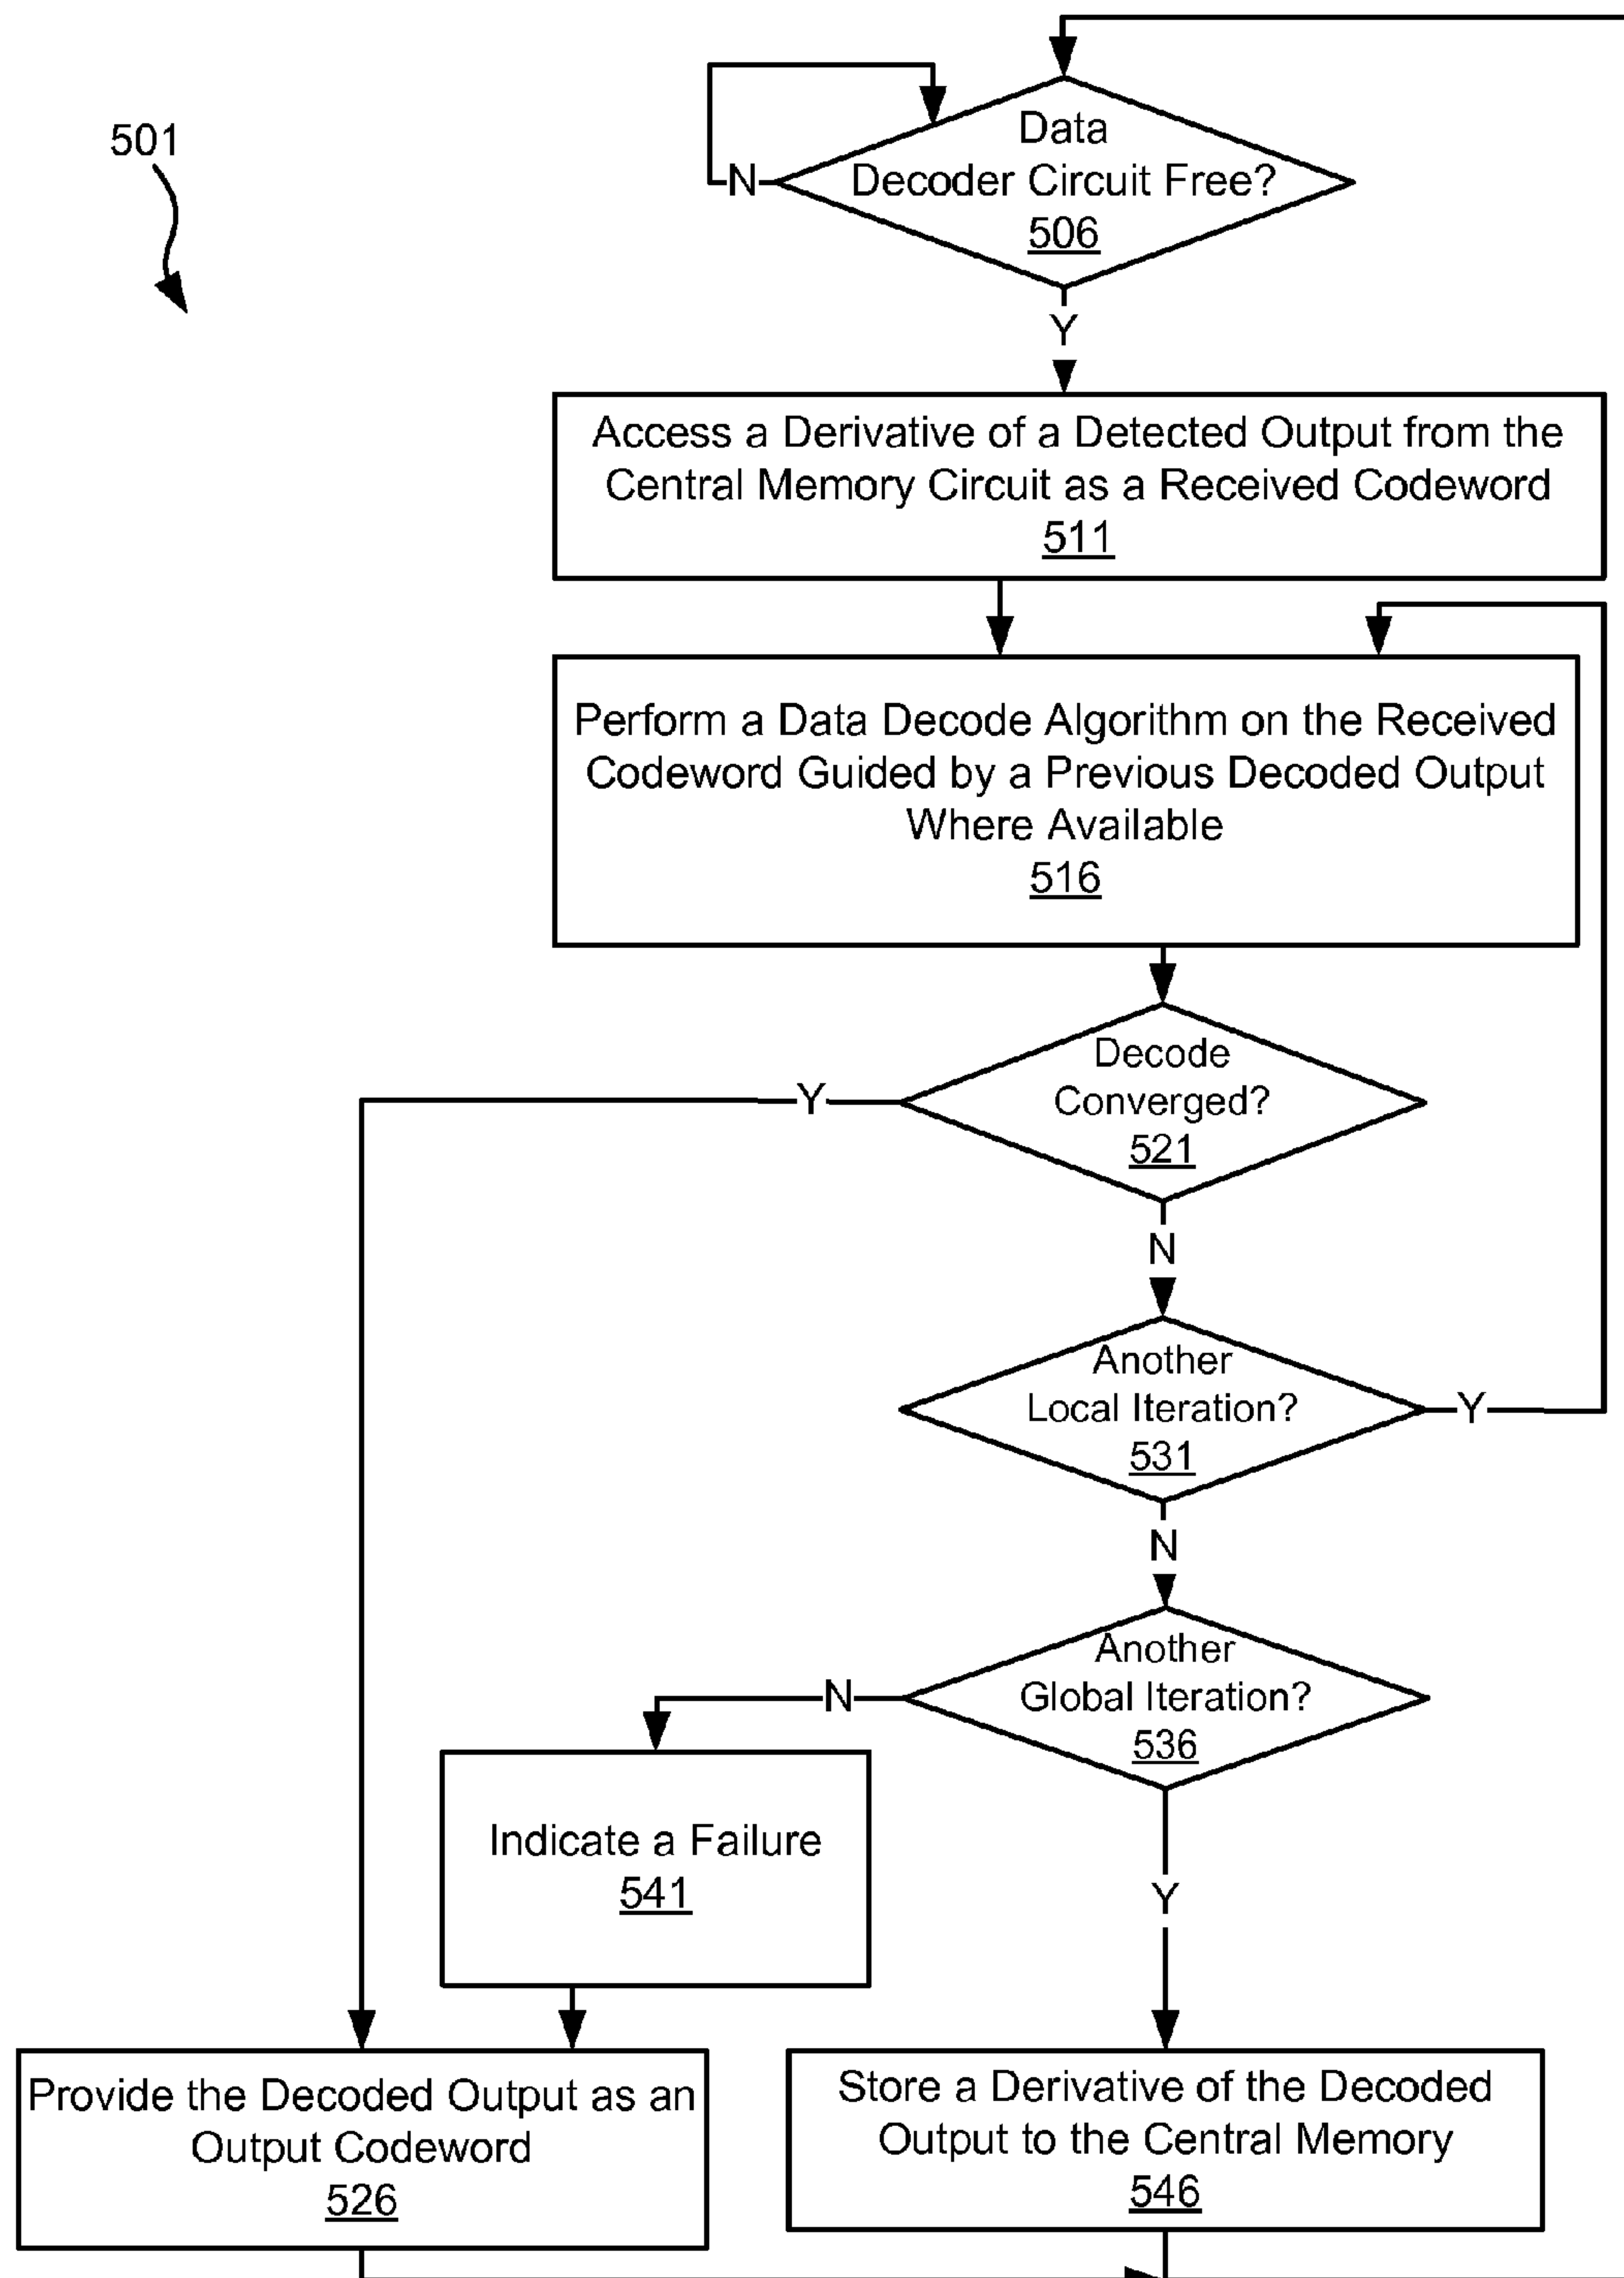 501
Data
Decoder Circuit Free?
506
N
Y
Access a Derivative of a Detected Output from the
Central Memory Circuit as a Received Codeword
511
Perform a Data Decode Algorithm on the Received
Codeword Guided by a Previous Decoded Output
Where Available
516
Decode
Converged?
521
Y
N
Another
Local Iteration?
531
Y
N
Another
Global Iteration?
536
N
Y
Indicate a Failure
541
Provide the Decoded Output as an
Output Codeword
526
Store a Derivative of the Decoded
Output to the Central Memory
546